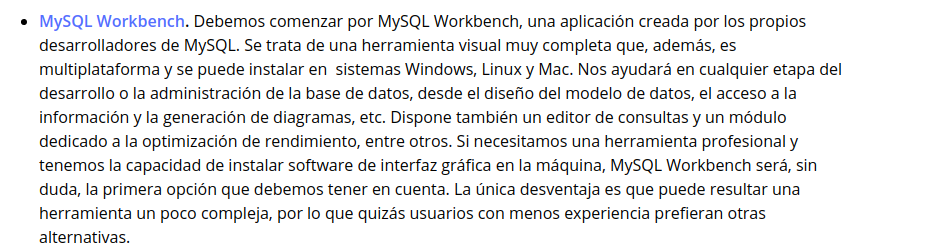 • MySQL Workbench. Debemos comenzar por MySQL Workbench, una aplicación creada por los propios
desarrolladores de MySQL. Se trata de una herramienta visual muy completa que, además, es
multiplataforma y se puede instalar en  sistemas Windows, Linux y Mac. Nos ayudará en cualquier etapa del
desarrollo o la administración de la base de datos, desde el diseño del modelo de datos, el acceso a la
información y la generación de diagramas, etc. Dispone también un editor de consultas y un módulo
dedicado a la optimización de rendimiento, entre otros. Si necesitamos una herramienta profesional y
tenemos la capacidad de instalar software de interfaz gráfica en la máquina, MySQL Workbench será, sin
duda, la primera opción que debemos tener en cuenta. La única desventaja es que puede resultar una
herramienta un poco compleja, por lo que quizás usuarios con menos experiencia prefieran otras
alternativas.